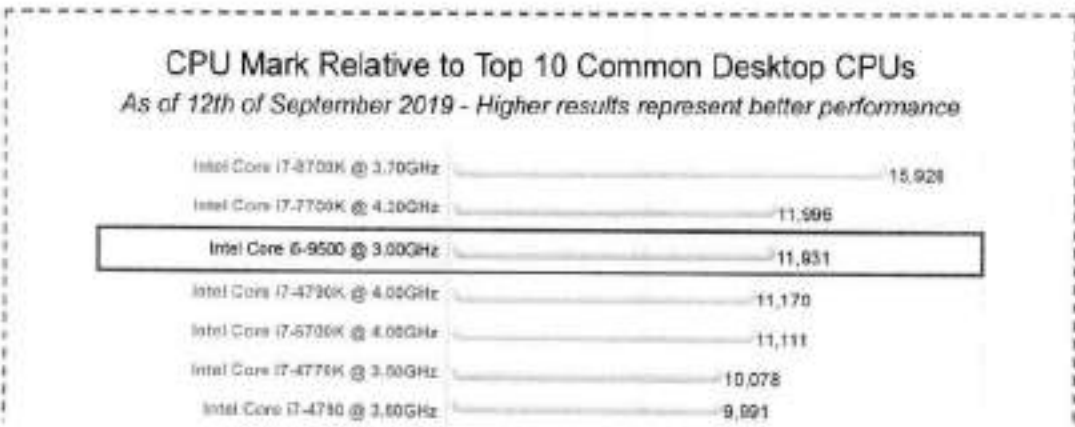 CPU Mark Relative to Top 10 Common Desktop CPUs
As of 12th of September 2019 - Higher results represent better performance
Intel Core i7-8700K @ 3.70GHz 15,928
Intel Core i7-7700K @ 4.20GHz 11,996
Intel Core i5-9500 @ 3.00GHz 11,931
Intel Core i7-4790K @ 4.00GHz 11,170
Intel Core i7-6700K @ 4.00GHz 11,111
Intel Core i7-4770K @ 3.50GHz 10,078
Intel Core i7-4790 @ 3.60GHz 9,991